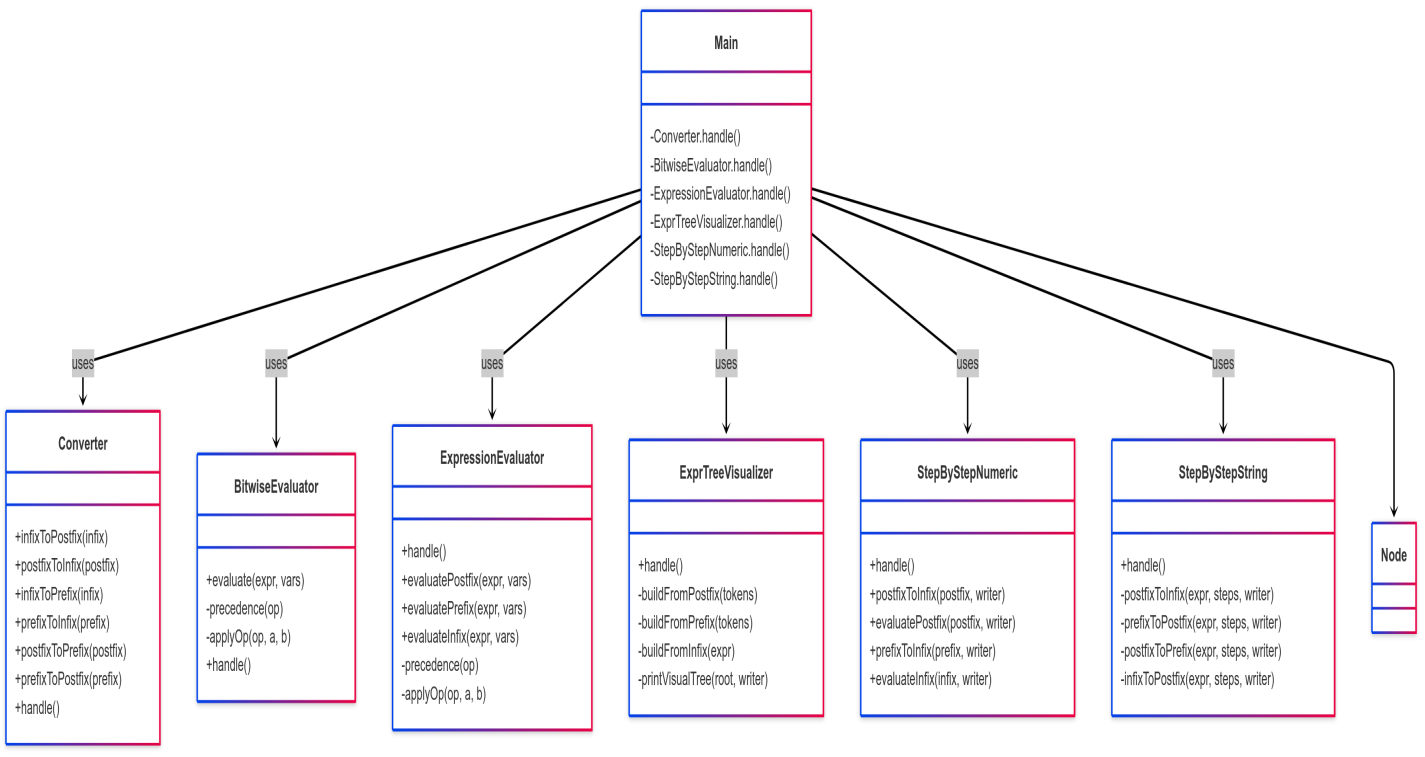 Main
-Converter.handle()
-BitwiseEvaluator.handle()
-ExpressionEvaluator.handle()
-ExprTreeVisualizer.handle()
-StepByStepNumeric.handle()
-StepByStepString.handle()
uses
uses
uses
uses
uses
uses
Converter
+infixToPostfix(infix)
+postfixToInfix(postfix)
+infixToPrefix(infix)
+prefixToInfix(prefix)
+postfixToPrefix(postfix)
+prefixToPostfix(prefix)
+handle()
BitwiseEvaluator
+evaluate(expr, vars)
-precedence(op)
-applyOp(op, a, b)
+handle()
ExpressionEvaluator
+handle()
+evaluatePostfix(expr, vars)
+evaluatePrefix(expr, vars)
+evaluateInfix(expr, vars)
-precedence(op)
-applyOp(op, a, b)
ExprTreeVisualizer
+handle()
-buildFromPostfix(tokens)
-buildFromPrefix(tokens)
-buildFromInfix(expr)
-printVisualTree(root, writer)
StepByStepNumeric
+handle()
+postfixToInfix(postfix, writer)
+evaluatePostfix(postfix, writer)
+prefixToInfix(prefix, writer)
+evaluateInfix(infix, writer)
StepByStepString
+handle()
-postfixToInfix(expr, steps, writer)
-prefixToPostfix(expr, steps, writer)
-postfixToPrefix(expr, steps, writer)
-infixToPostfix(expr, steps, writer)
Node